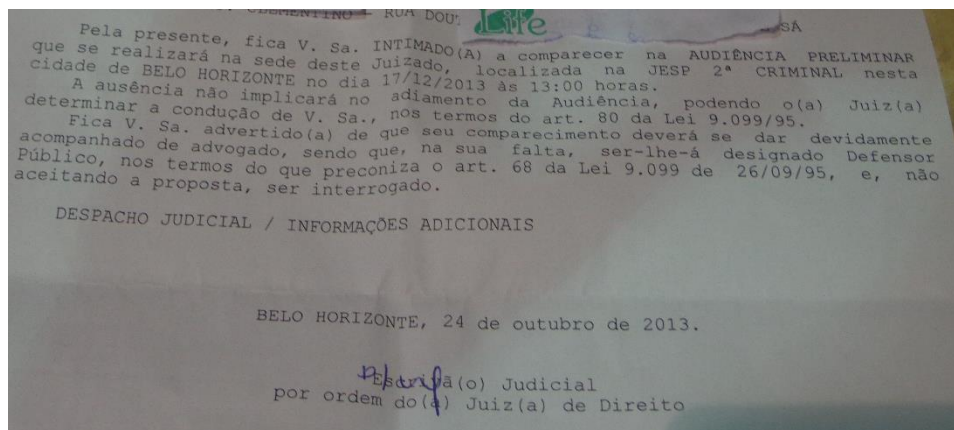 CLEMENTINO - RUA DOUT
Life
SÁ
Pela presente, fica V. Sa. INTIMADO(A) a comparecer na AUDIÊNCIA PRELIMINAR
que se realizará na sede deste Juizado, localizada na JESP 2ª CRIMINAL nesta
cidade de BELO HORIZONTE no dia 17/12/2013 às 13:00 horas.
A ausência não implicará no adiamento da Audiência, podendo o(a) Juiz(a)
determinar a condução de V. Sa., nos termos do art. 80 da Lei 9.099/95.
Fica V. Sa. advertido(a) de que seu comparecimento deverá se dar devidamente
acompanhado de advogado, sendo que, na sua falta, ser-lhe-á designado Defensor
Público, nos termos do que preconiza o art. 68 da Lei 9.099 de 26/09/95, e, não
aceitando a proposta, ser interrogado.
DESPACHO JUDICIAL / INFORMAÇÕES ADICIONAIS
BELO HORIZONTE, 24 de outubro de 2013.
Escrivã(o) Judicial
por ordem do(a) Juiz(a) de Direito